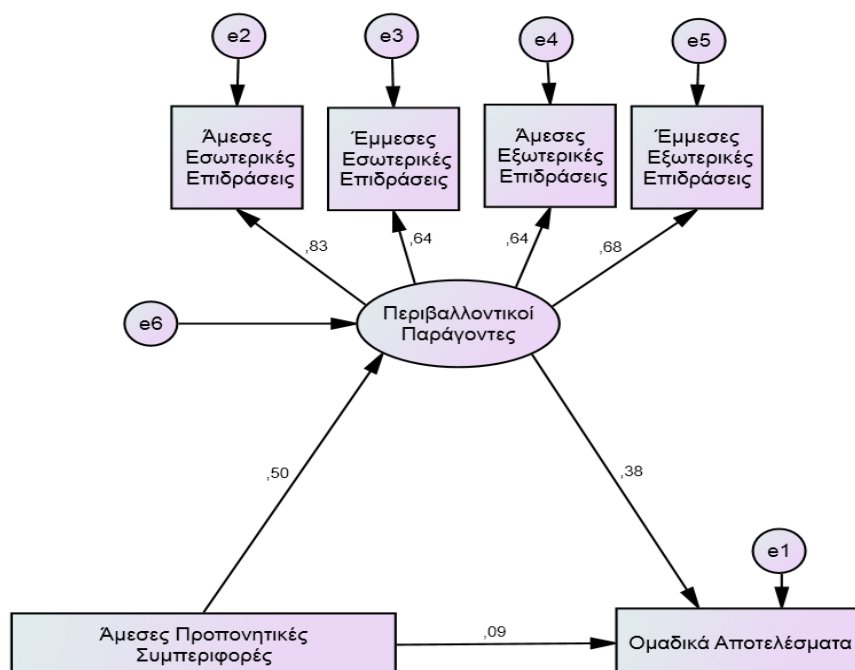 e2
e3
e4
e5
Άμεσες
Εσωτερικές
Επιδράσεις
Έμμεσες
Εσωτερικές
Επιδράσεις
Άμεσες
Εξωτερικές
Επιδράσεις
Έμμεσες
Εξωτερικές
Επιδράσεις
,83
,64
,64
,68
e6
Περιβαλλοντικοί
Παράγοντες
,50
,38
e1
Άμεσες Προπονητικές
Συμπεριφορές
,09
Ομαδικά Αποτελέσματα